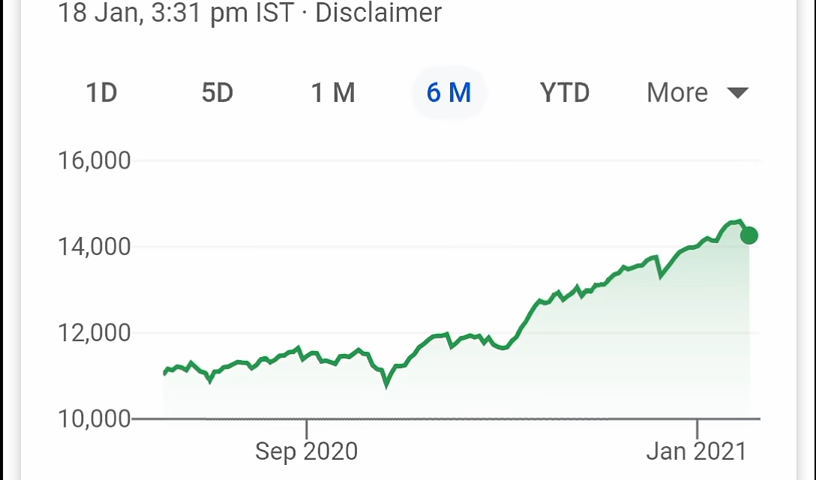 18 Jan, 3:31 pm IST · Disclaimer
1D 5D 1 M 6 M YTD More
16,000
14,000
12,000
10,000
Sep 2020 Jan 2021